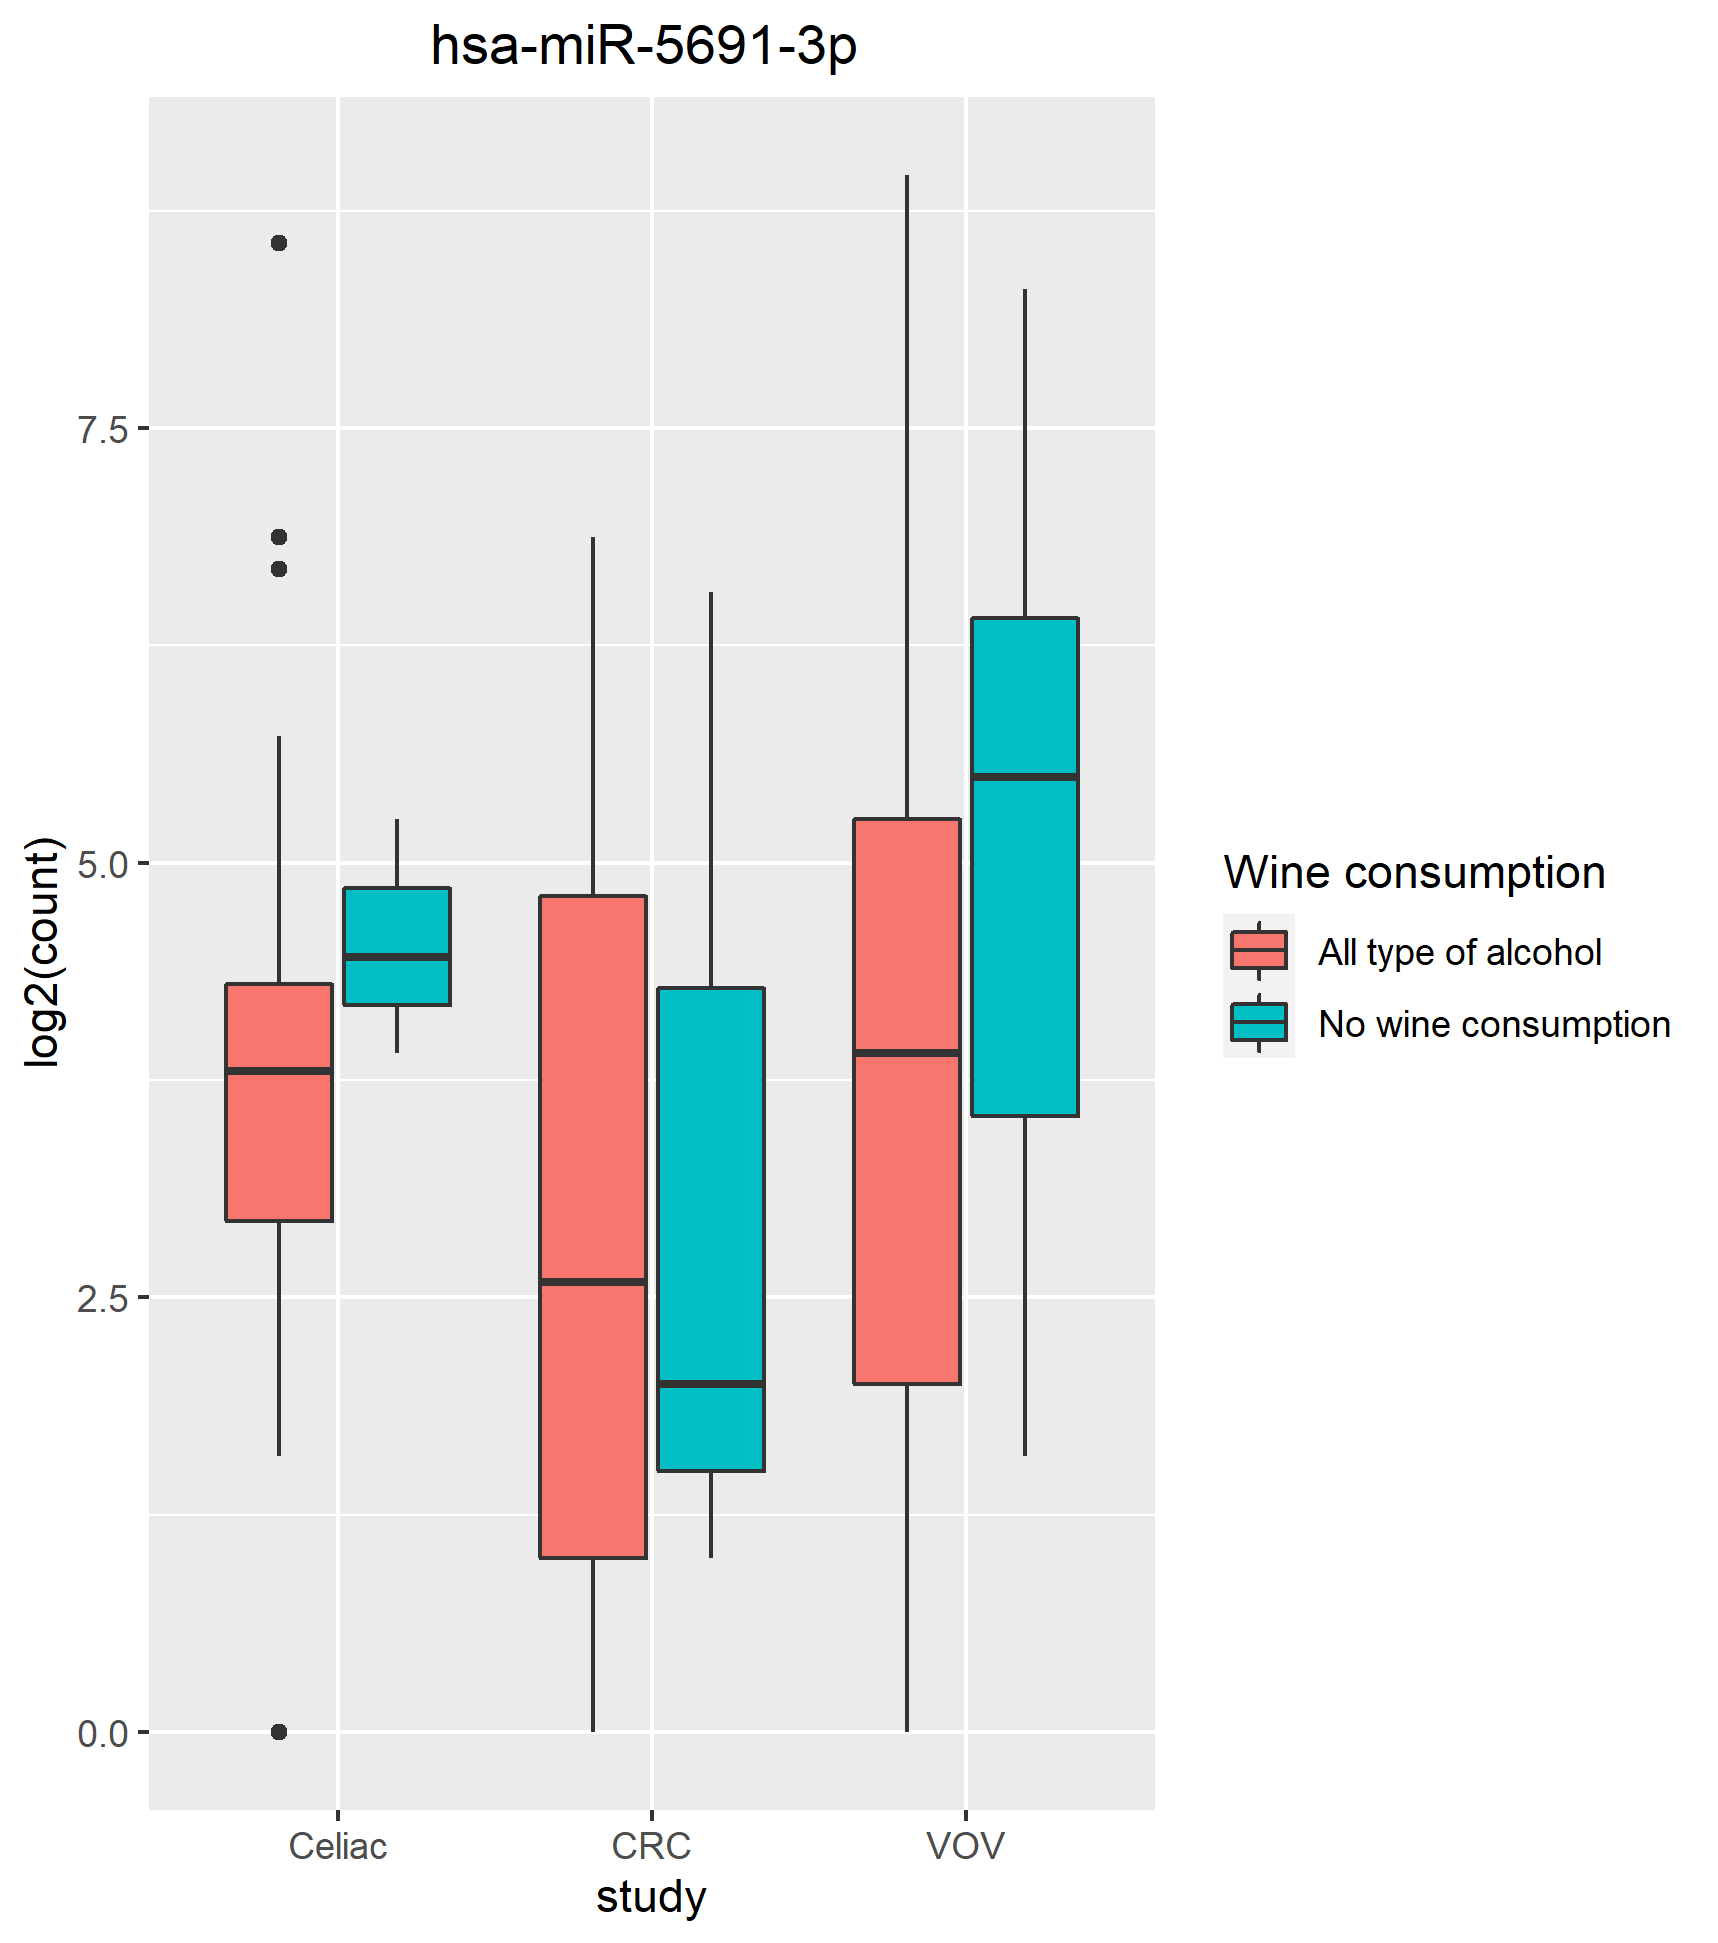 hsa-miR-5691-3p
log2(count)
7.5
5.0
2.5
0.0
Celiac
CRC
VOV
study
Wine consumption
All type of alcohol
No wine consumption